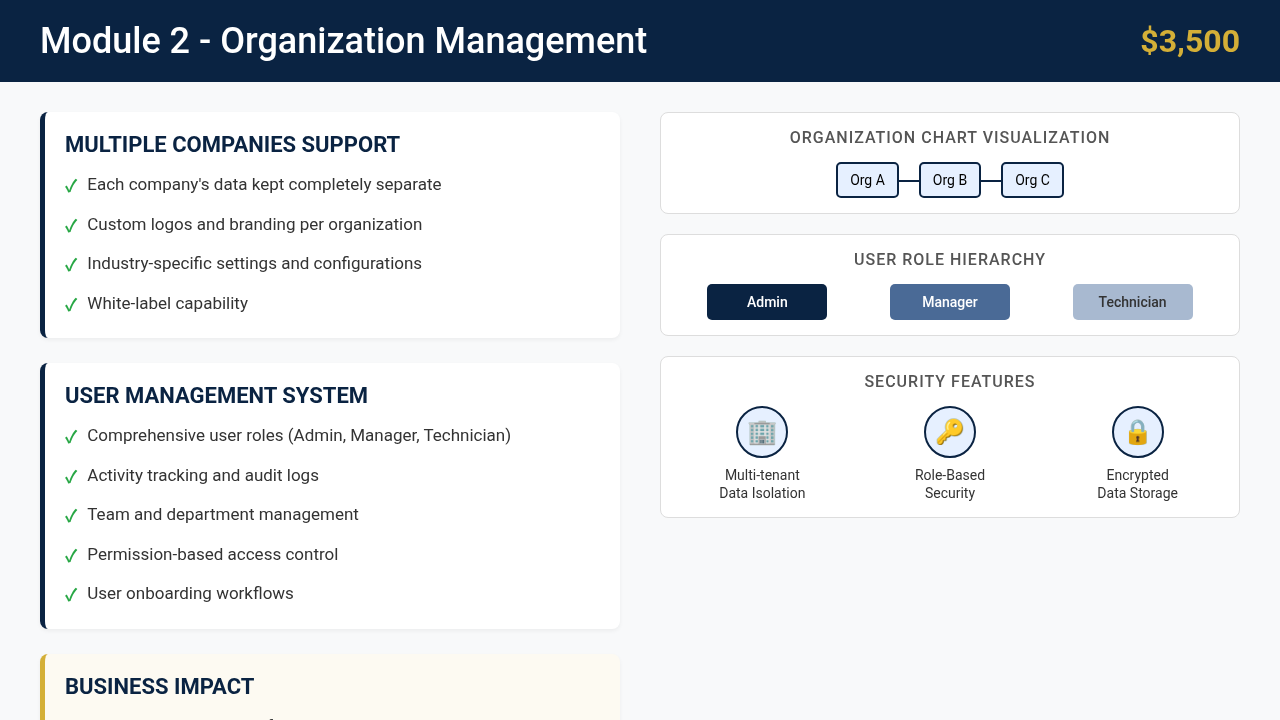 Module 2 - Organization Management
$3,500
MULTIPLE COMPANIES SUPPORT
✓ Each company's data kept completely separate
✓ Custom logos and branding per organization
✓ Industry-specific settings and configurations
✓ White-label capability
USER MANAGEMENT SYSTEM
✓ Comprehensive user roles (Admin, Manager, Technician)
✓ Activity tracking and audit logs
✓ Team and department management
✓ Permission-based access control
✓ User onboarding workflows
BUSINESS IMPACT
ORGANIZATION CHART VISUALIZATION
Org A
Org B
Org C
USER ROLE HIERARCHY
Admin
Manager
Technician
SECURITY FEATURES
Multi-tenant
Data Isolation
Role-Based
Security
Encrypted
Data Storage